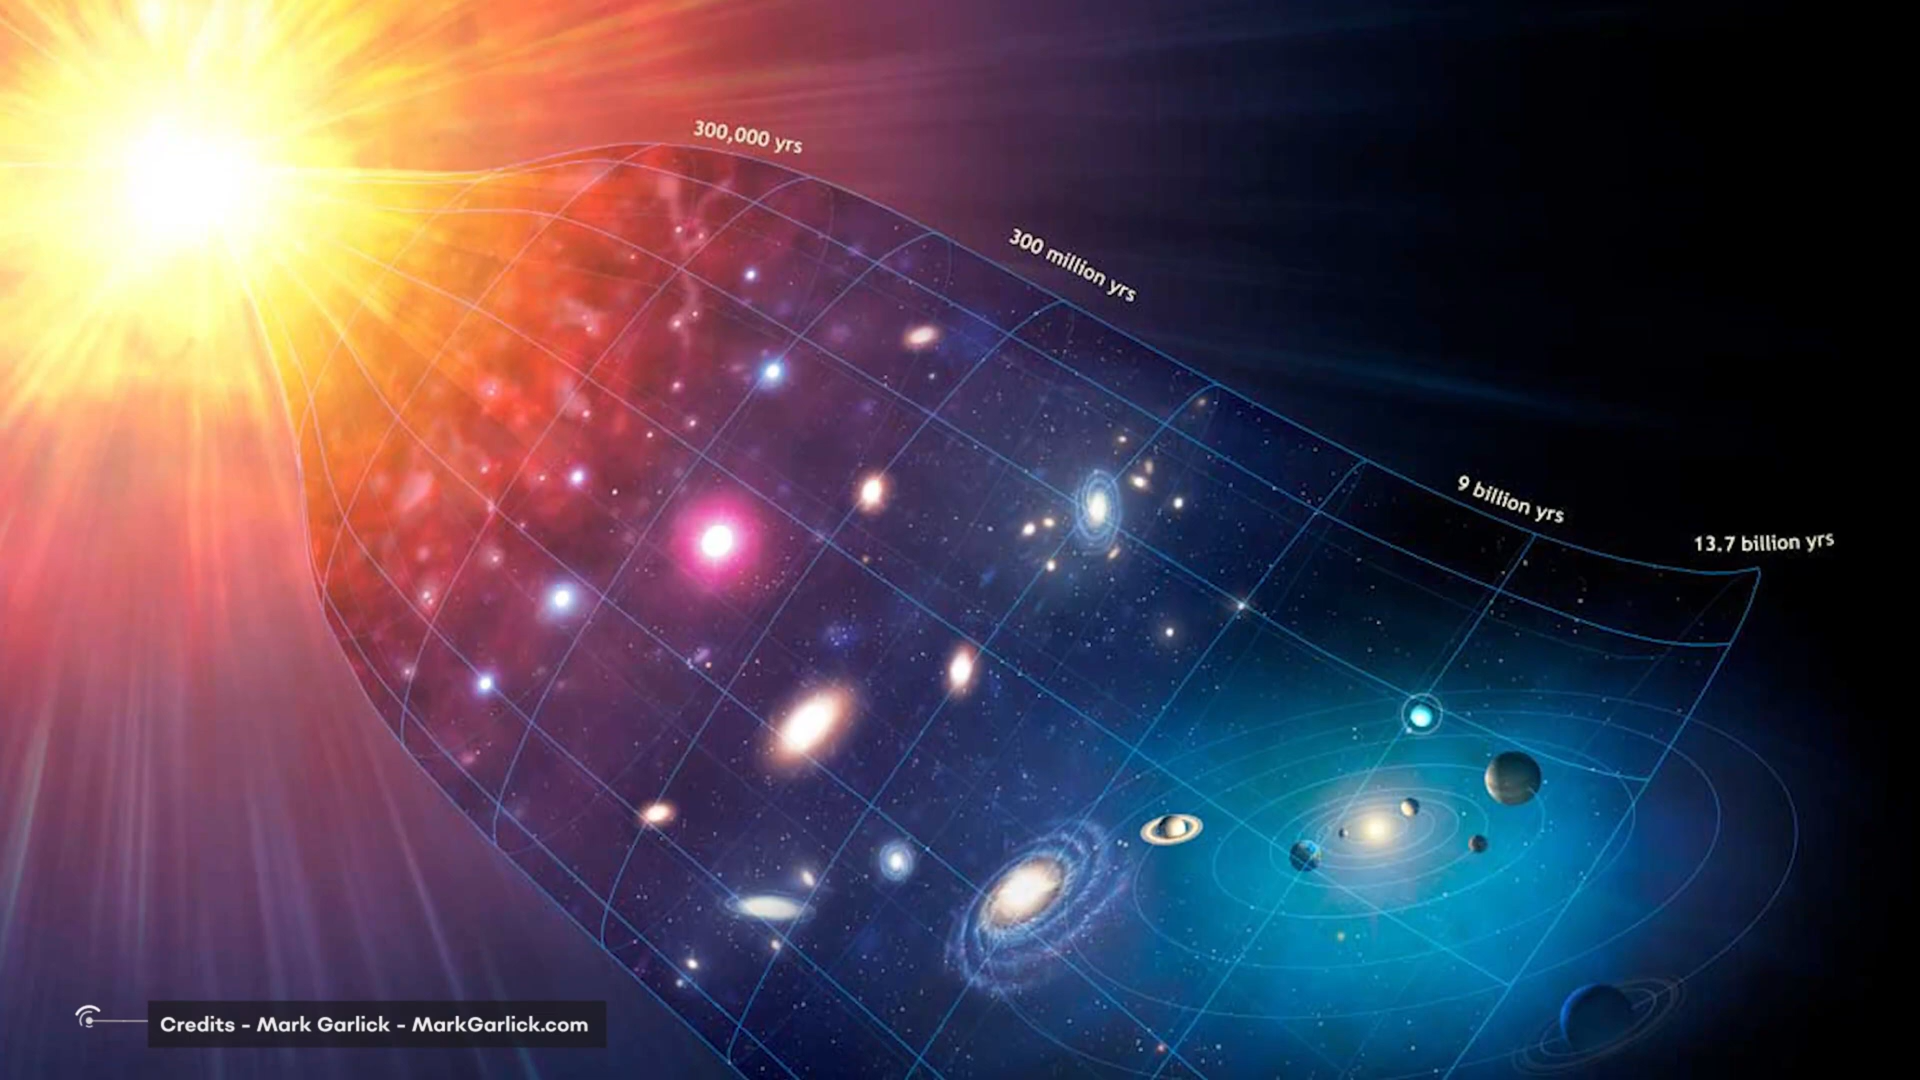 300,000 yrs
300 million yrs
9 billion yrs
13.7 billion yrs
Credits - Mark Garlick - MarkGarlick.com